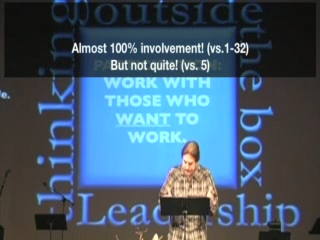 outside
Almost 100% involvement! (vs.1-32)
But not quite! (vs. 5)
WORK WITH
THOSE WHO
WANT TO
WORK.
thinking
the box
Leadership